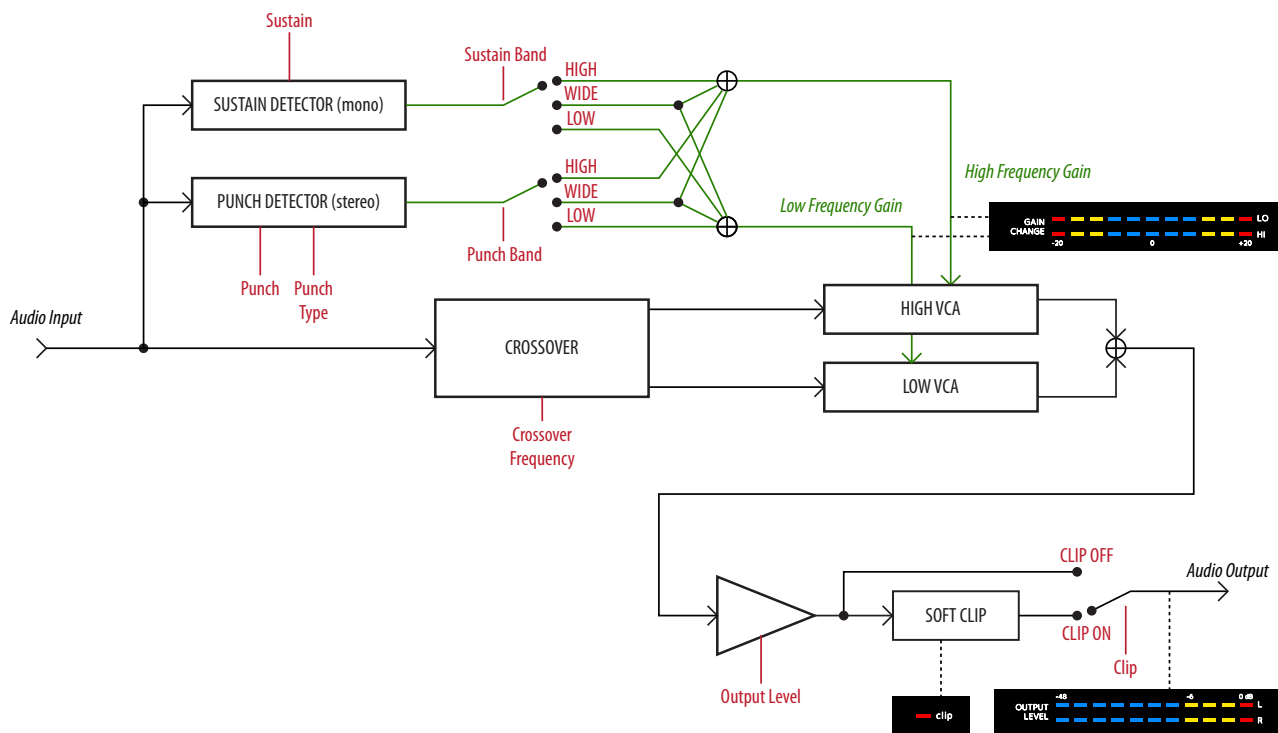 Sustain
Sustain Band
HIGH
WIDE
LOW
SUSTAIN DETECTOR (mono)
HIGH
WIDE
LOW
PUNCH DETECTOR (stereo)
High Frequency Gain
Low Frequency Gain
GAIN
CHANGE
LO
HI
-20
0
+20
Punch Band
Punch
Punch
Type
Audio Input
HIGH VCA
CROSSOVER
LOW VCA
Crossover
Frequency
CLIP OFF
Audio Output
SOFT CLIP
CLIP ON
Clip
Output Level
clip
-48
-6
0 dB
OUTPUT
LEVEL
L
R